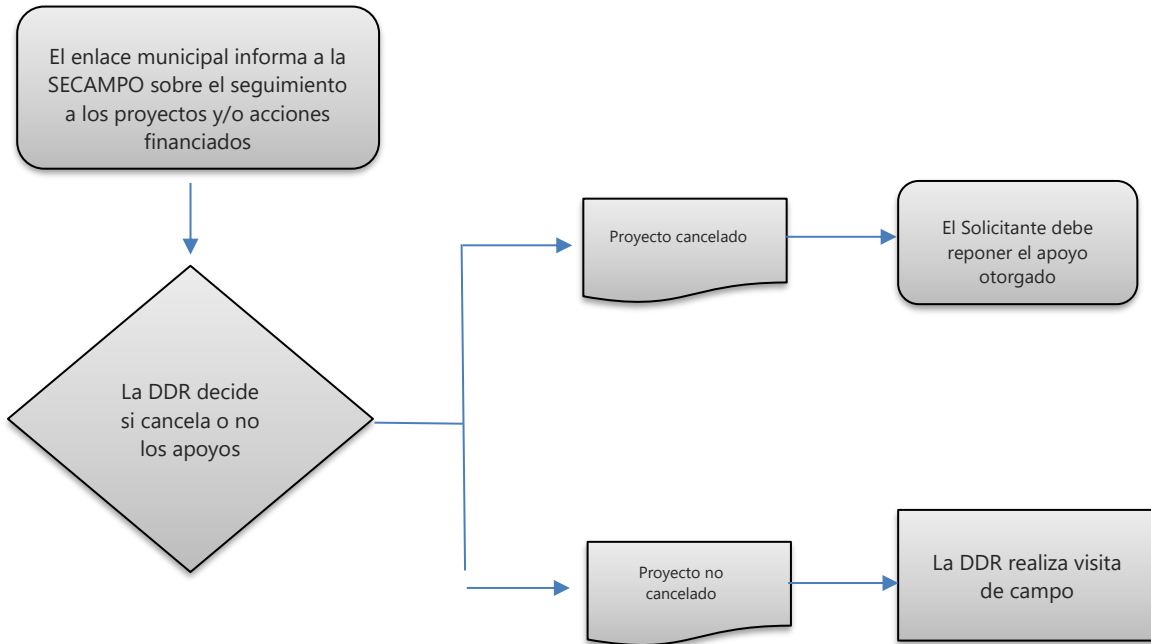 El enlace municipal informa a la
SECAMPO sobre el seguimiento
a los proyectos y/o acciones
financiados
Proyecto cancelado
El Solicitante debe
reponer el apoyo
otorgado
La DDR decide
si cancela o no
los apoyos
Proyecto no
cancelado
La DDR realiza visita
de campo